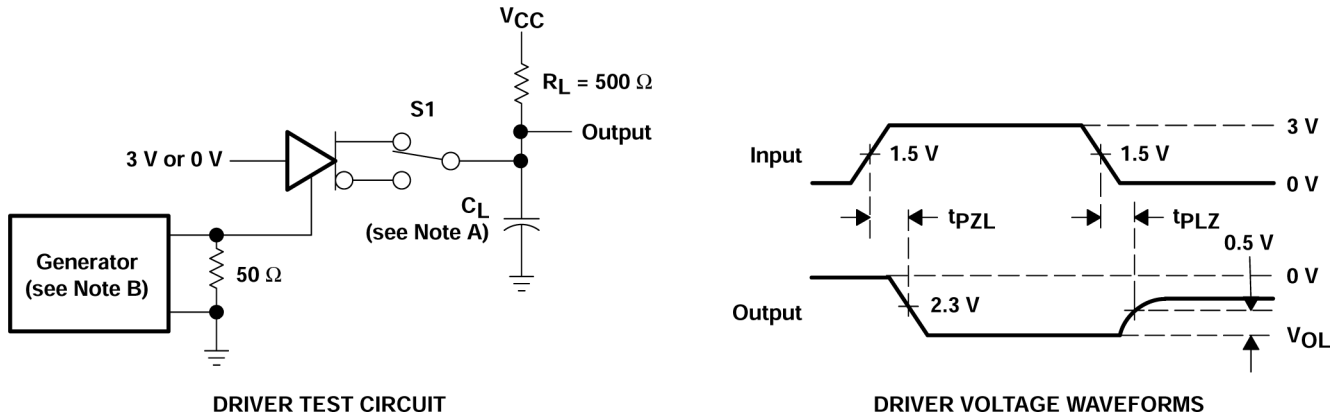 VCC
RL = 500 Ω
S1
Output
3 V or 0 V
CL
(see Note A)
Generator
(see Note B)
50 Ω
DRIVER TEST CIRCUIT
3 V
Input
1.5 V
1.5 V
0 V
tPZL
tPLZ
0.5 V
0 V
2.3 V
Output
VOL
DRIVER VOLTAGE WAVEFORMS